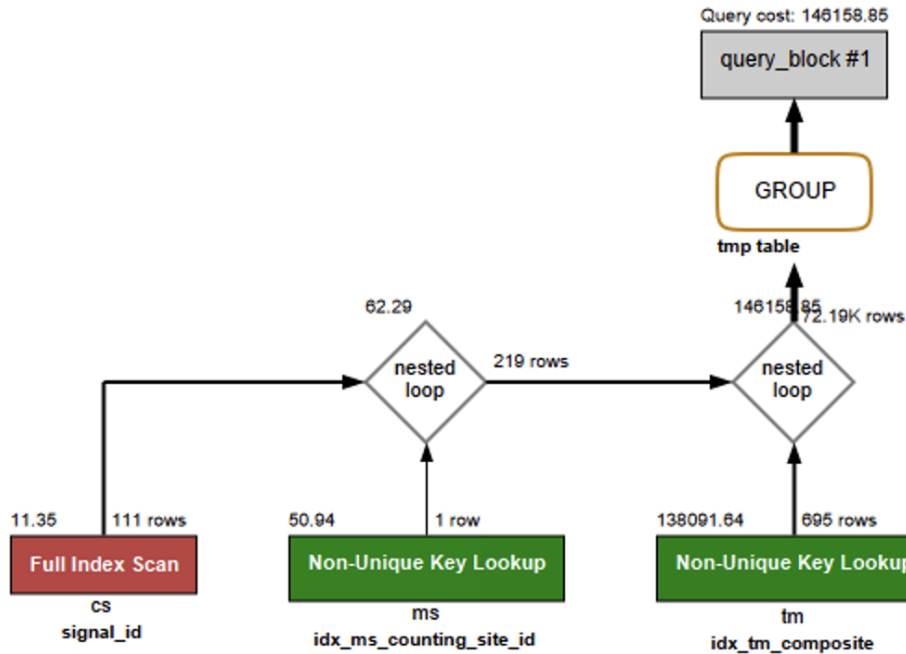 Query cost: 146158.85
query_block #1
GROUP
tmp table
146158.85
72.19K rows
62.29
nested
loop
219 rows
nested
loop
11.35
111 rows
50.94
1 row
138091.64
695 rows
Full Index Scan
Non-Unique Key Lookup
Non-Unique Key Lookup
cs
signal_id
ms
idx_ms_counting_site_id
tm
idx_tm_composite